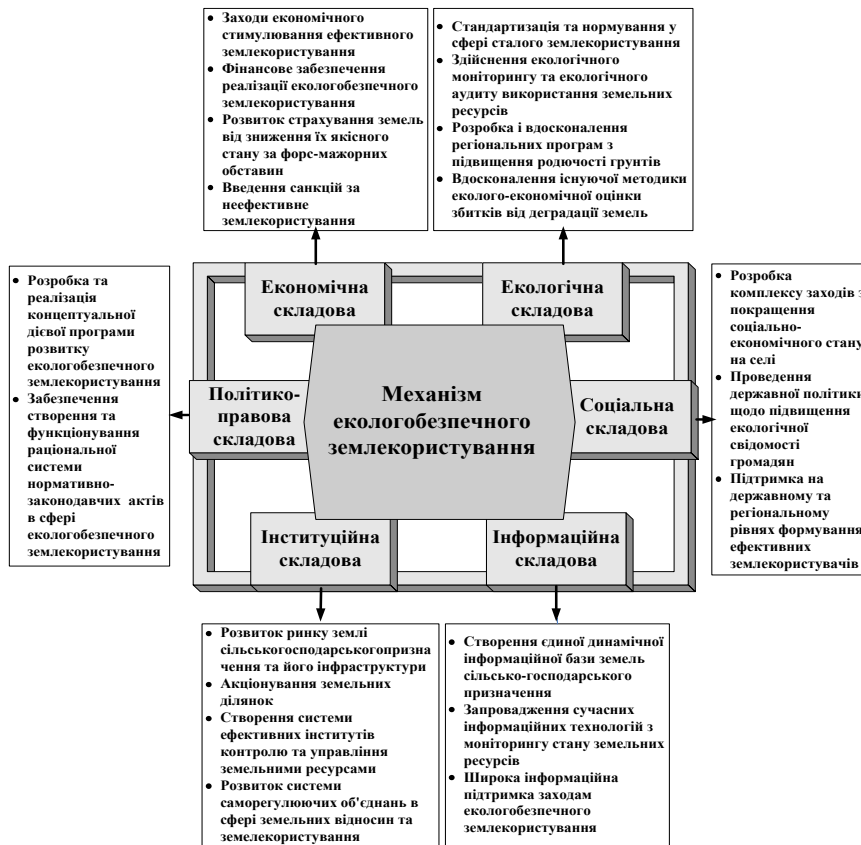 • Заходи економічного
стимулювання ефективного
землекористування
• Фінансове забезпечення
реалізації екологобезпечного
землекористування
• Розвиток страхування земель
від зниження їх якісного
стану за форс-мажорних
обставин
• Введення санкцій за
неефективне
землекористування
• Стандартизація та нормування у
сфері сталого землекористування
• Здійснення екологічного
моніторингу та екологічного
аудиту використання земельних
ресурсів
• Розробка і вдосконалення
регіональних програм з
підвищення родючості грунтів
• Вдосконалення існуючої методики
еколого-економічної оцінки
збитків від деградації земель
• Розробка та
реалізація
концептуальної
дієвої програми
розвитку
екологобезпечного
землекористування
• Забезпечення
створення та
функціонування
раціональної
системи
нормативно-
законодавчих актів
в сфері
екологобезпечного
землекористування
Економічна
складова
Екологічна
складова
Політико-
правова
складова
Механізм
екологобезпечного
землекористування
Соціальна
складова
Інституційна
складова
Інформаційна
складова
• Розробка
комплексу заходів з
покращення
соціально-
економічного стану
на селі
• Проведення
державної політики
щодо підвищення
екологічної
свідомості
громадян
• Підтримка на
державному та
регіональному
рівнях формування
ефективних
землекористувачів
• Розвиток ринку землі
сільськогосподарськогопризна
чення та його інфраструктури
• Акціонування земельних
ділянок
• Створення системи
ефективних інститутів
контролю та управління
земельними ресурсами
• Розвиток системи
саморегулюючих об'єднань в
сфері земельних відносин та
земелекористування
• Створення єдиної динамічної
інформаційної бази земель
сільсько-господарського
призначення
• Запровадження сучасних
інформаційних технологій з
моніторингу стану земельних
ресурсів
• Широка інформаційна
підтримка заходам
екологобезпечного
землекористування